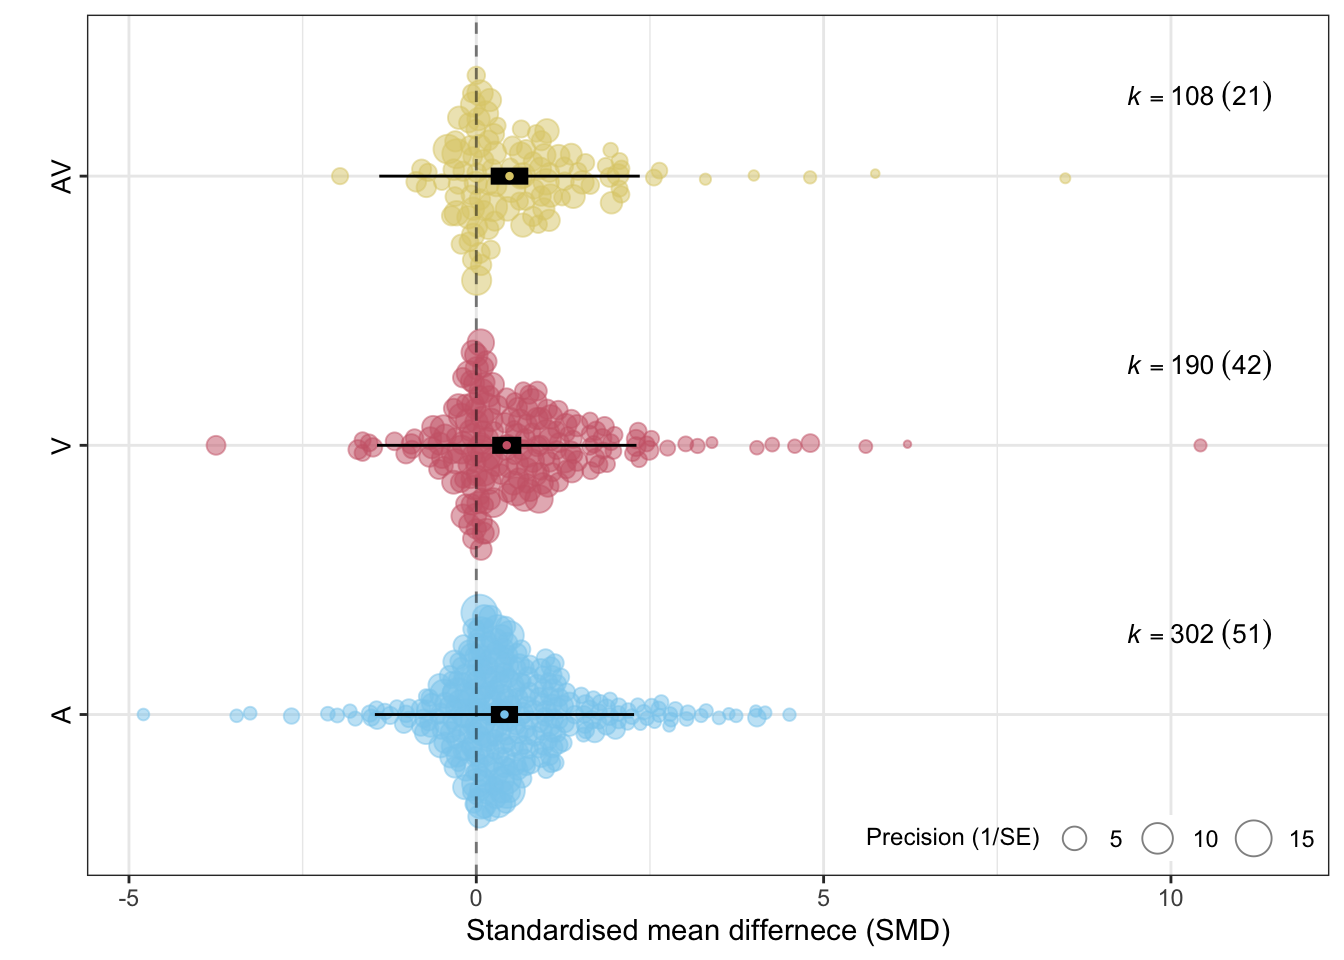 k = 108 (21)
AV
k = 190 (42)
V
k = 302 (51)
A
Precision (1/SE) 5 10 15
-5 0 5 10
Standardised mean differnece (SMD)